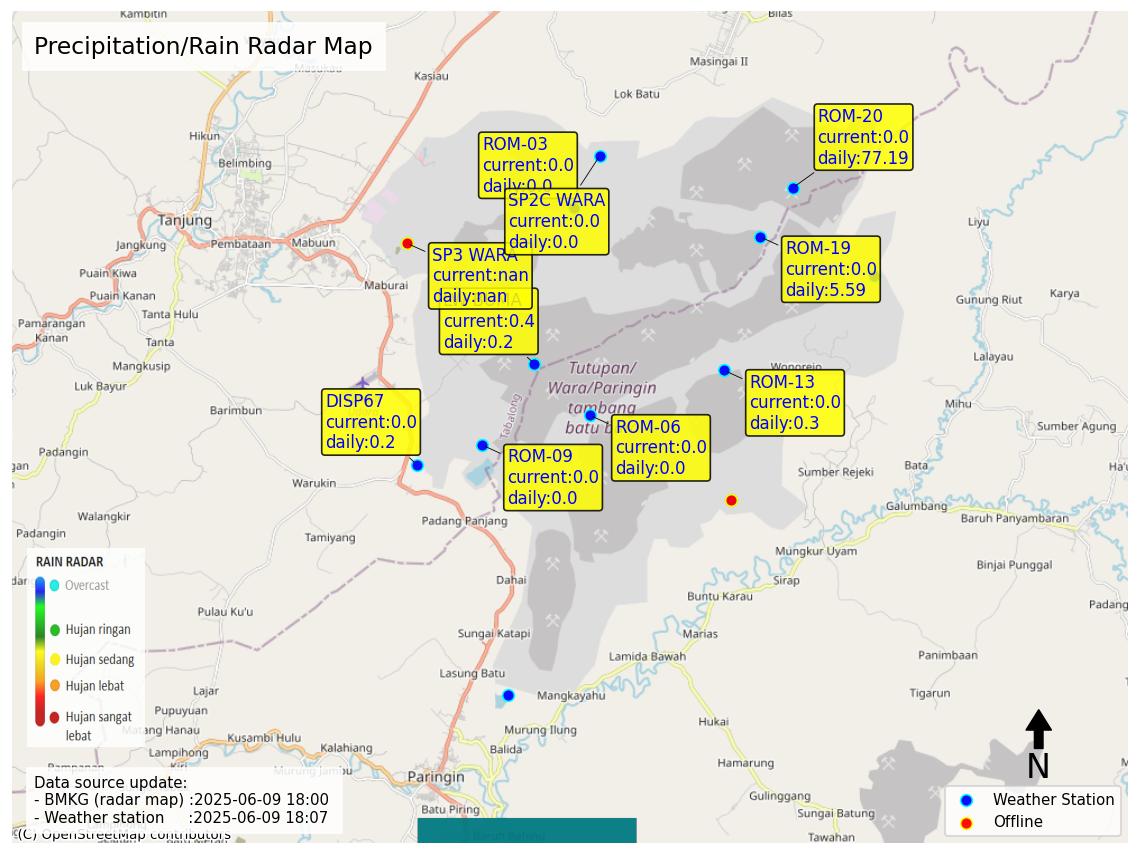 Kambitin
Bilas
Precipitation/Rain Radar Map
Masukau
Masingai II
Kasiau
Lok Batu
ROM-20
current:0.0
daily:77.19
Hikun
ROM-03
current:0.0
daily:0.0
Belimbing
SP2C WARA
current:0.0
daily:0.0
Tanjung
Liyu
Jangkung
Pembataan
Mabuun
ROM-19
current:0.0
daily:5.59
SP3 WARA
current:nan
daily:nan
Puain Kiwa
Maburai
Puain Kanan
Gunung Riut
Karya
Tanta Hulu
current:0.4
daily:0.2
Pamarangan
Kanan
Tanta
Lalayau
Mangkusip
Wonorejo
Tutupan/
Wara/Paringin
tambang
batu b
Luk Bayur
ROM-13
current:0.0
daily:0.3
DISP67
current:0.0
daily:0.2
Barimbun
Tabalong
Mihu
ROM-06
current:0.0
daily:0.0
Sumber Agung
Padangin
ROM-09
current:0.0
daily:0.0
Bata
Sumber Rejeki
Warukin
Galumbang
Walangkir
Padang Panjang
Baruh Panyambaran
Padangin
Tamiyang
Mungkur Uyam
Binjai Punggal
RAIN RADAR
Overcast
Hujan ringan
Hujan sedang
Hujan lebat
Hujan sangat
lebat
Dahai
Sirap
Buntu Karau
Padang
Pulau Ku'u
Sungai Katapi
Marias
Lamida Bawah
Panimbaan
Lasung Batu
Lajar
Mangkayahu
Tigarun
Pupuyuan
Hukai
Matang Hanau
Murung Ilung
Kusambi Hulu
Kalahiang
Balida
Lampihong
Kiri
Hamarung
Pampanan
Murung Jambu
Paringin
N
Data source update:
- BMKG (radar map) :2025-06-09 18:00
- Weather station :2025-06-09 18:07
Gulinggang
Batu Piring
Sungai Batung
Weather Station
Offline
(C) OpenStreetMap contributors
Tawahan